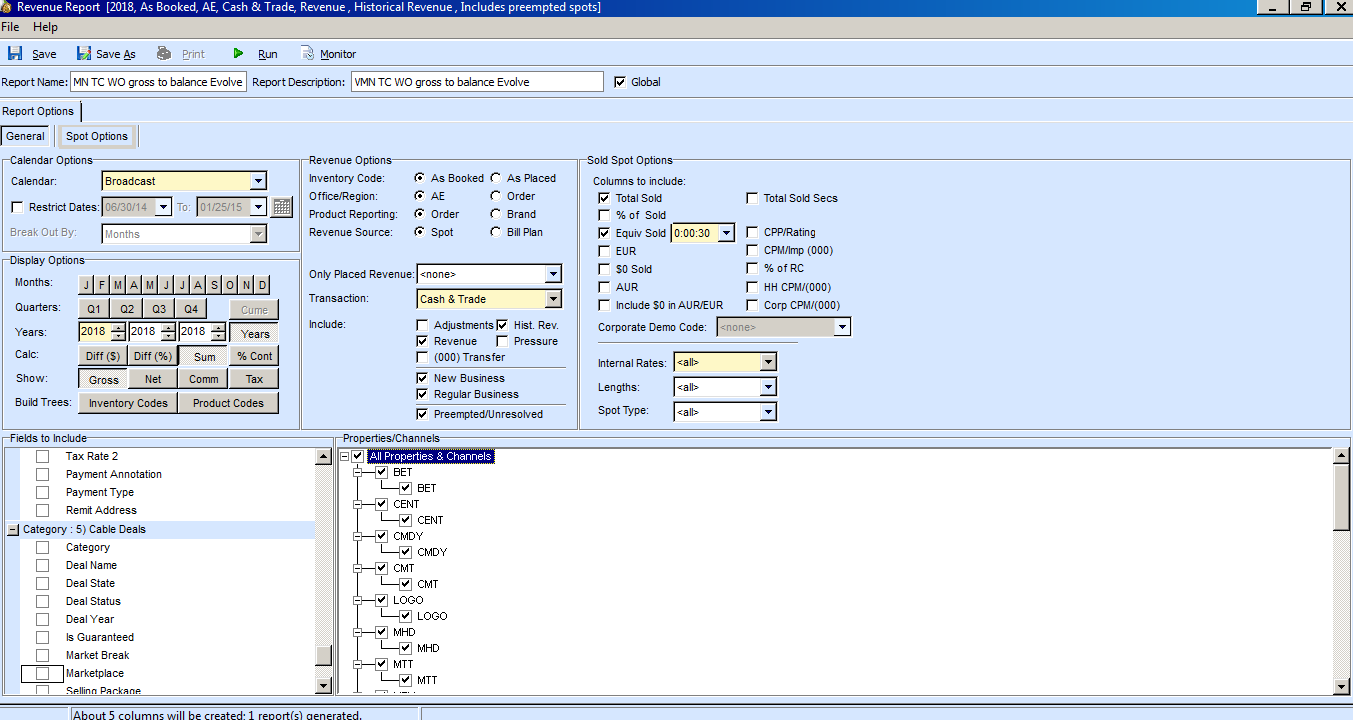 Revenue Report [2018, As Booked, AE, Cash & Trade, Revenue, Historical Revenue, Includes preempted spots]
File Help
Save Save As Print Run Monitor
Report Name: MN TC WO gross to balance Evolve Report Description: VMN TC WO gross to balance Evolve Global
Report Options
General Spot Options
Calendar Options
Calendar: Broadcast
Restrict Dates: 06/30/14 To: 01/25/15
Break Out By: Months
Display Options
Months: J F M A M J J A S O N D
Quarters: Q1 Q2 Q3 Q4 Cume
Years: 2018 2018 2018 Years
Calc: Diff ($) Diff (%) Sum % Cont
Show: Gross Net Comm Tax
Build Trees: Inventory Codes Product Codes
Revenue Options
Inventory Code: As Booked As Placed
Office/Region: AE Order
Product Reporting: Order Brand
Revenue Source: Spot Bill Plan
Only Placed Revenue: <none>
Transaction: Cash & Trade
Include: Adjustments Hist. Rev.
Revenue Pressure
(000) Transfer
New Business
Regular Business
Preempted/Unresolved
Sold Spot Options
Columns to include:
Total Sold Total Sold Secs
% of Sold
Equiv Sold 0:00:30 CPP/Rating
EUR CPM/Imp (000)
$0 Sold % of RC
AUR HH CPM/(000)
Include $0 in AUR/EUR Corp CPM/(000)
Corporate Demo Code: <none>
Internal Rates: <all>
Lengths: <all>
Spot Type: <all>
Fields to Include
Tax Rate 2
Payment Annotation
Payment Type
Remit Address
Category : 5) Cable Deals
Category
Deal Name
Deal State
Deal Status
Deal Year
Is Guaranteed
Market Break
Marketplace
Selling Package
Properties/Channels
All Properties & Channels
BET
BET
CENT
CENT
CMDY
CMDY
CMT
CMT
LOGO
LOGO
MHD
MHD
MTT
MTT
About 5 columns will be created; 1 report(s) generated.